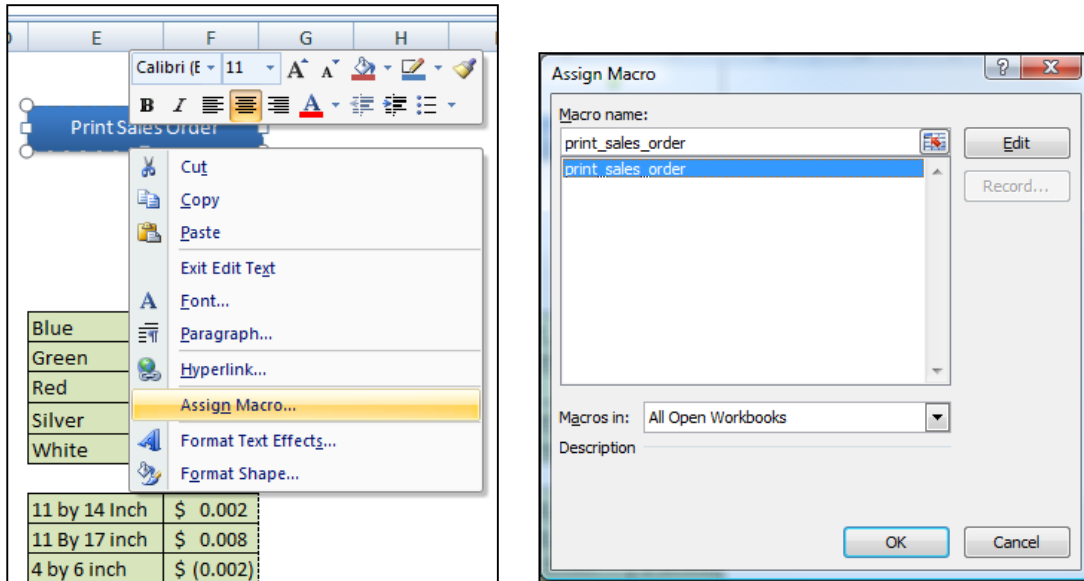 E F G H
Calibri (E 11 A A
B I A
Print Sales Order
Cut
Copy
Paste
Exit Edit Text
A Font...
Paragraph...
Hyperlink...
Assign Macro...
Format Text Effects...
Format Shape...
Blue
Green
Red
Silver
White
11 by 14 Inch $ 0.002
11 By 17 inch $ 0.008
4 by 6 inch $ (0.002)
Assign Macro
Macro name:
print_sales_order
Edit
print_sales_order
Record...
Macros in: All Open Workbooks
Description
OK Cancel